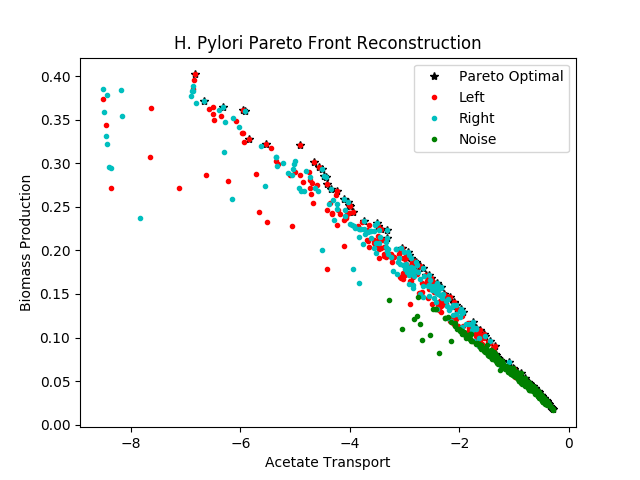 H. Pylori Pareto Front Reconstruction
Pareto Optimal
Left
Right
Noise
Biomass Production
0.40
0.35
0.30
0.25
0.20
0.15
0.10
0.05
0.00
−8
−6
−4
−2
0
Acetate Transport